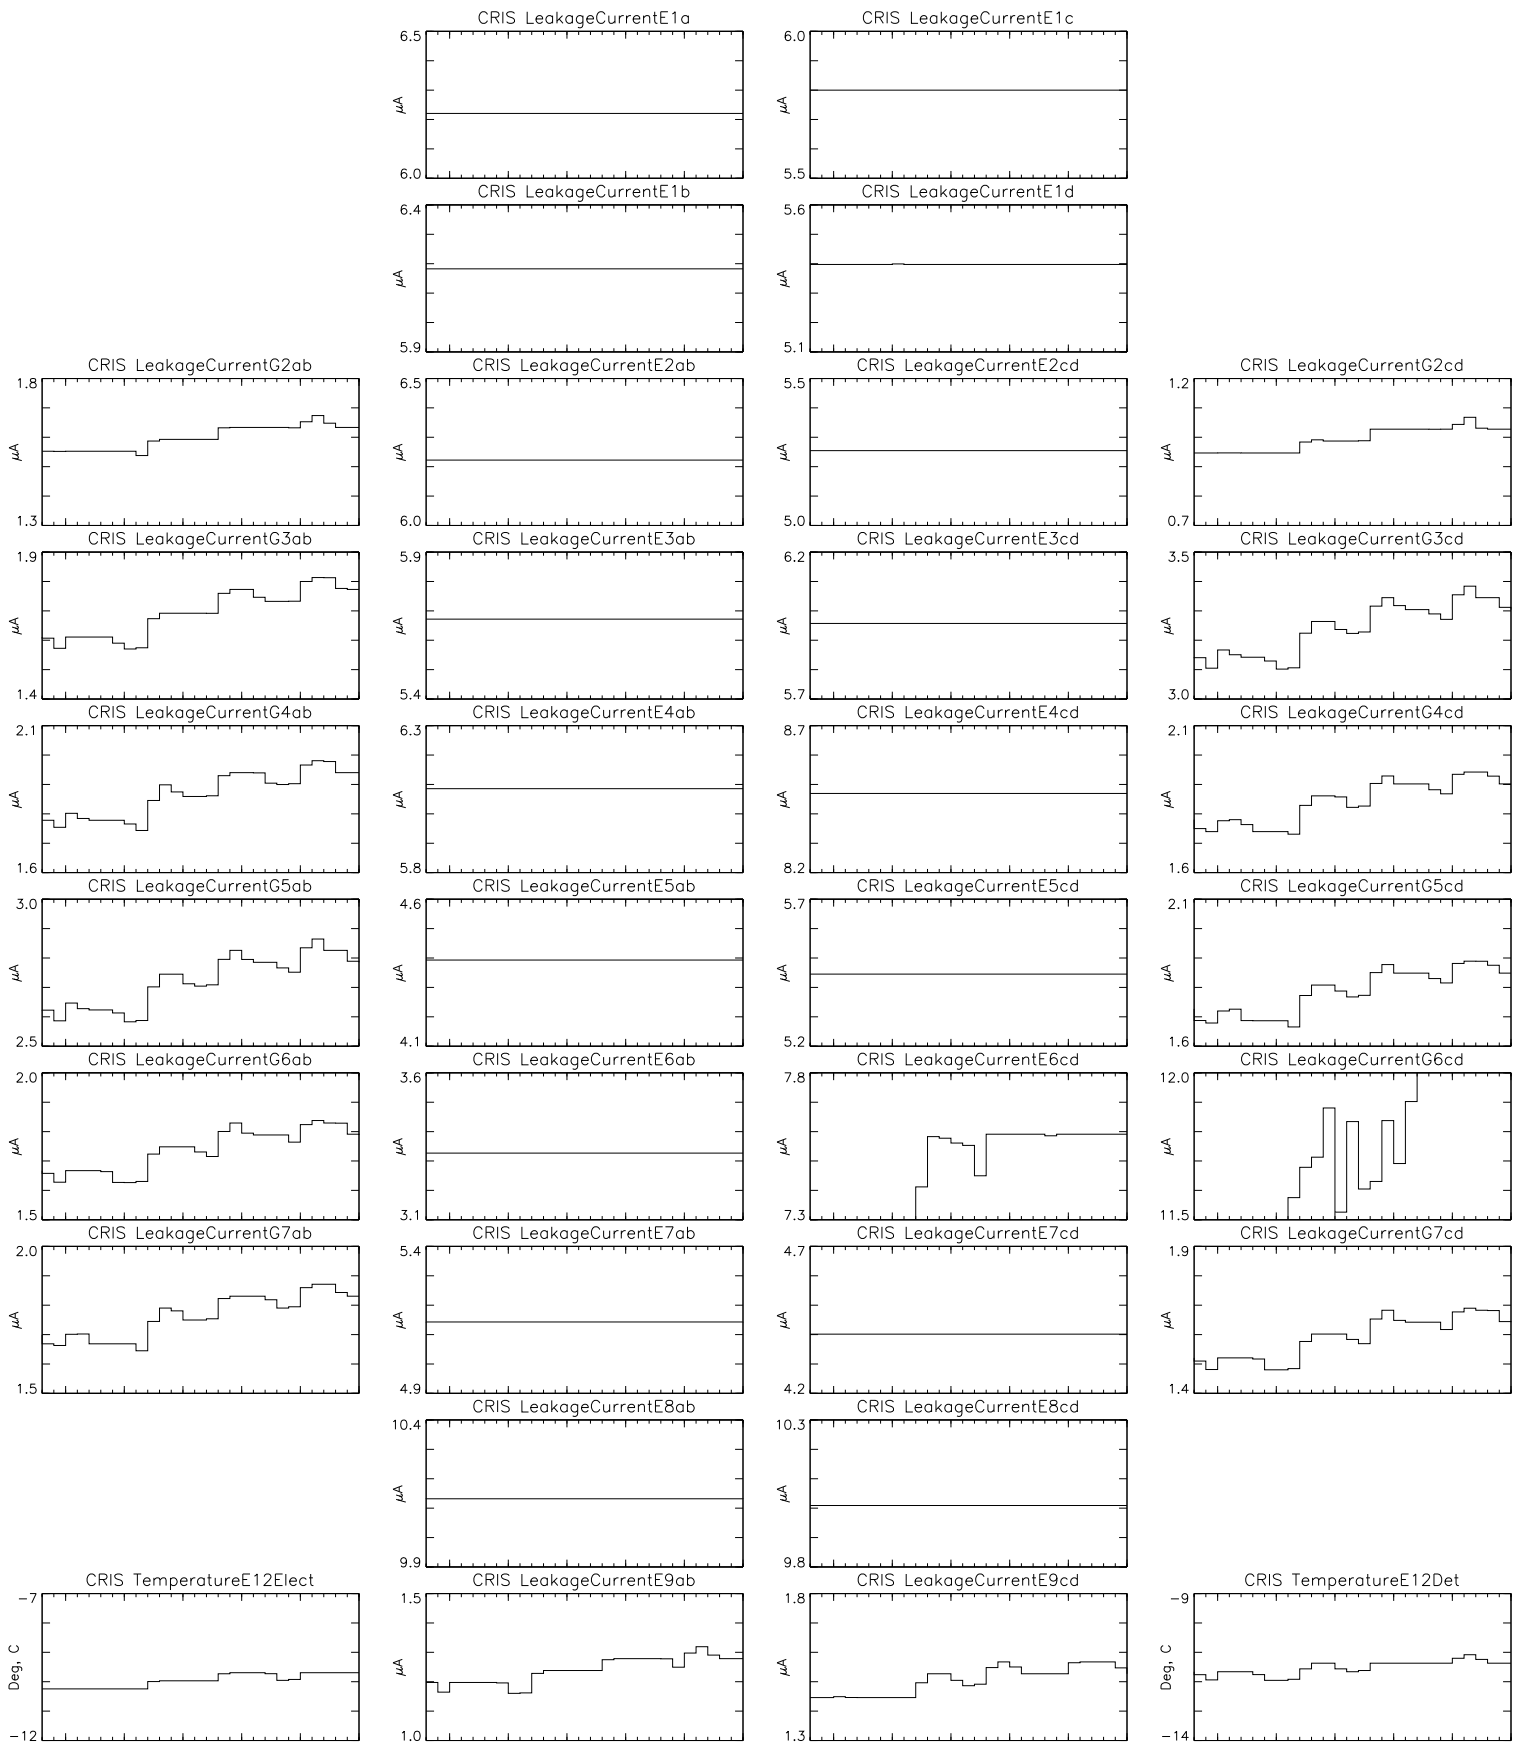 CRIS LeakageCurrentE1a CRIS LeakageCurrentE1c
6.5 6.0
μA μA
6.0 5.5
CRIS LeakageCurrentE1b CRIS LeakageCurrentE1d
6.4 5.6
μA μA
5.9 5.1
CRIS LeakageCurrentG2ab CRIS LeakageCurrentE2ab CRIS LeakageCurrentE2cd CRIS LeakageCurrentG2cd
1.8 6.5 5.5 1.2
μA μA μA μA
1.3 6.0 5.0 0.7
CRIS LeakageCurrentG3ab CRIS LeakageCurrentE3ab CRIS LeakageCurrentE3cd CRIS LeakageCurrentG3cd
1.9 5.9 6.2 3.5
μA μA μA μA
1.4 5.4 5.7 3.0
CRIS LeakageCurrentG4ab CRIS LeakageCurrentE4ab CRIS LeakageCurrentE4cd CRIS LeakageCurrentG4cd
2.1 6.3 8.7 2.1
μA μA μA μA
1.6 5.8 8.2 1.6
CRIS LeakageCurrentG5ab CRIS LeakageCurrentE5ab CRIS LeakageCurrentE5cd CRIS LeakageCurrentG5cd
3.0 4.6 5.7 2.1
μA μA μA μA
2.5 4.1 5.2 1.6
CRIS LeakageCurrentG6ab CRIS LeakageCurrentE6ab CRIS LeakageCurrentE6cd CRIS LeakageCurrentG6cd
2.0 3.6 7.8 12.0
μA μA μA μA
1.5 3.1 7.3 11.5
CRIS LeakageCurrentG7ab CRIS LeakageCurrentE7ab CRIS LeakageCurrentE7cd CRIS LeakageCurrentG7cd
2.0 5.4 4.7 1.9
μA μA μA μA
1.5 4.9 4.2 1.4
CRIS LeakageCurrentE8ab CRIS LeakageCurrentE8cd
10.4 10.3
μA μA
9.9 9.8
CRIS TemperatureE12Elect CRIS LeakageCurrentE9ab CRIS LeakageCurrentE9cd CRIS TemperatureE12Det
−7 1.5 1.8 −9
Deg, C μA μA Deg, C
−12 1.0 1.3 −14